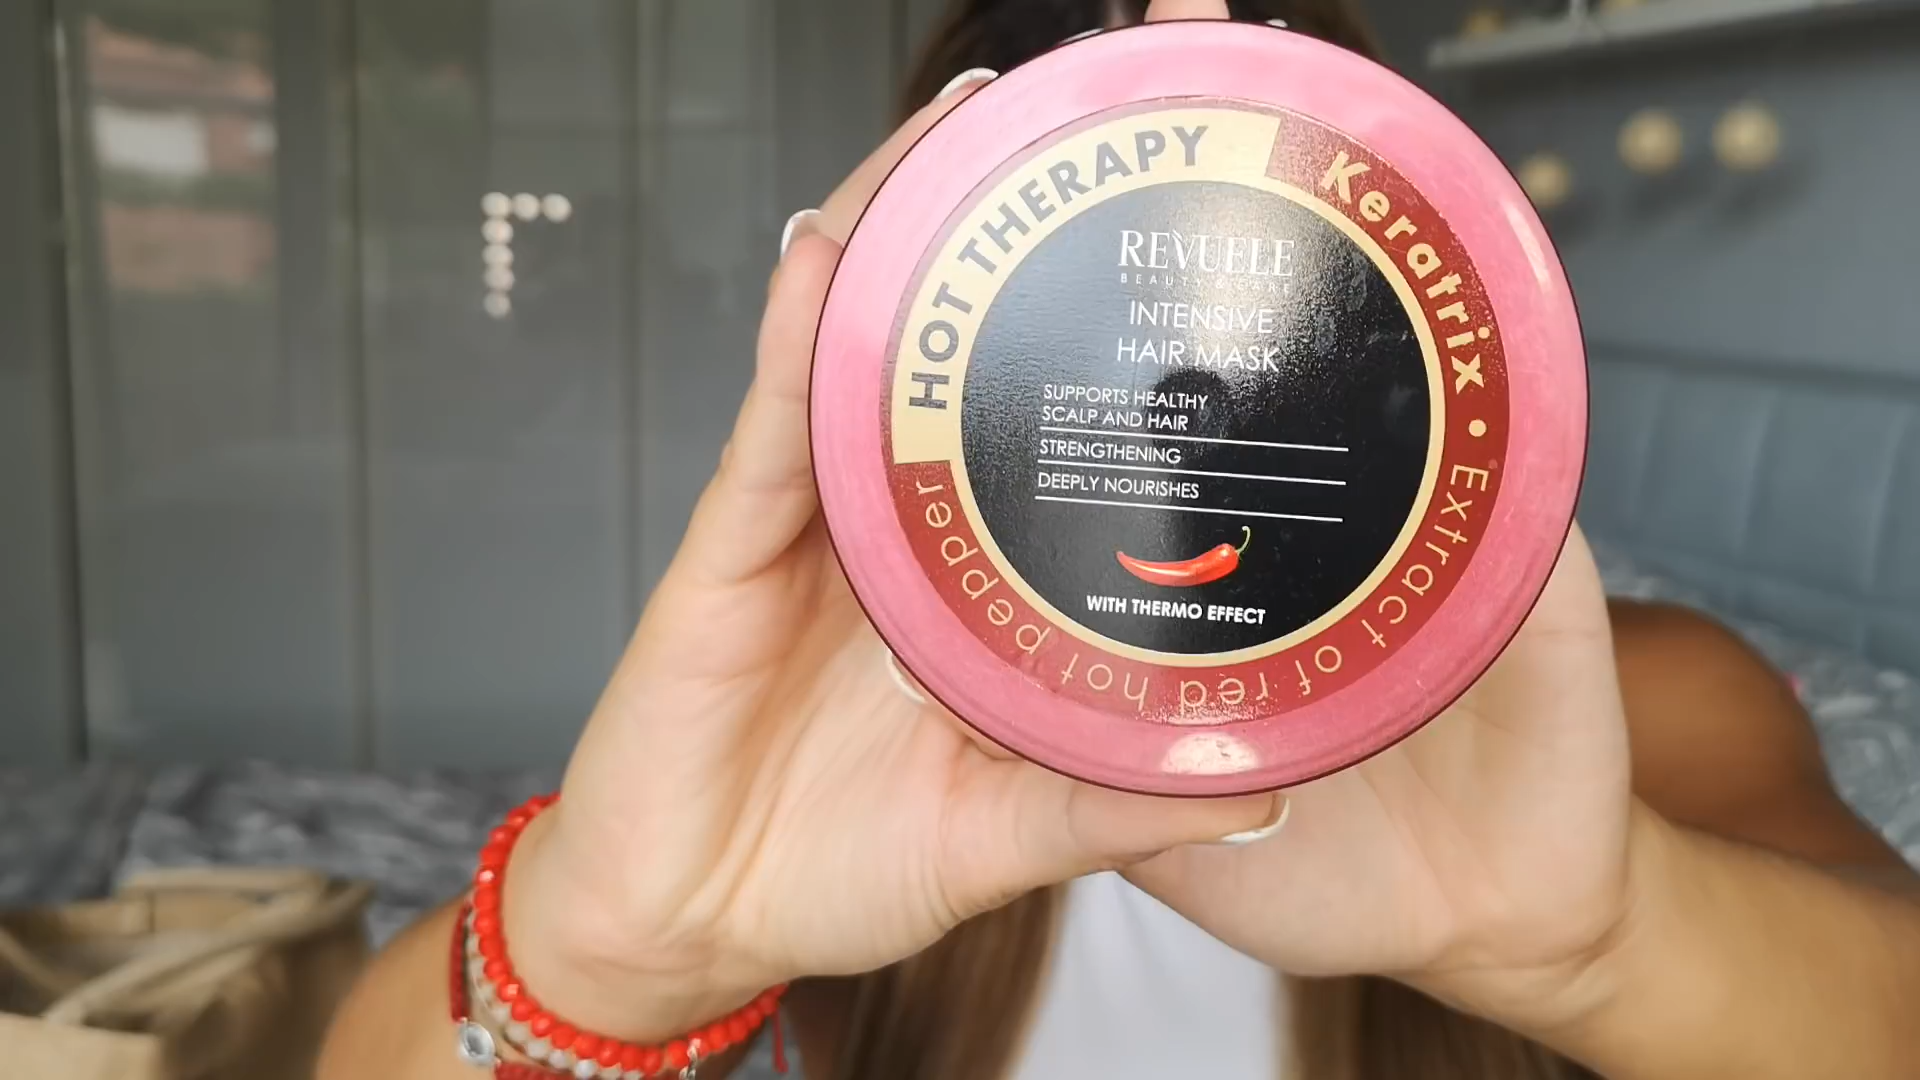 HOT THERAPY
Keratrix • Extract of red hot pepper
REVUELE
BEAUTY & CARE
INTENSIVE
HAIR MASK
SUPPORTS HEALTHY
SCALP AND HAIR
STRENGTHENING
DEEPLY NOURISHES
WITH THERMO EFFECT